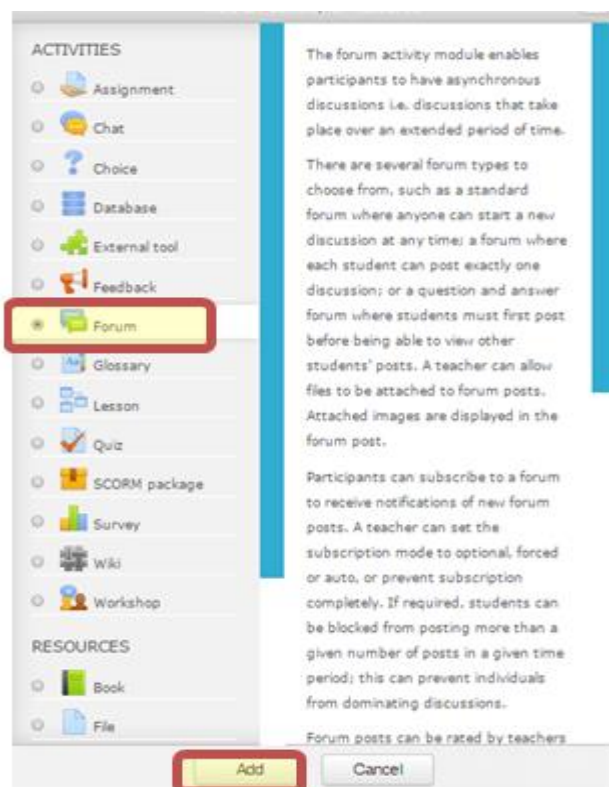 ACTIVITIES
Assignment
Chat
Choice
Database
External tool
Feedback
Forum
Glossary
Lesson
Quiz
SCORM package
Survey
Wiki
Workshop
RESOURCES
Book
File
The forum activity module enables
participants to have asynchronous
discussions i.e. discussions that take
place over an extended period of time.
There are several forum types to
choose from, such as a standard
forum where anyone can start a new
discussion at any time; a forum where
each student can post exactly one
discussion; or a question and answer
forum where students must first post
before being able to view other
students' posts. A teacher can allow
files to be attached to forum posts.
Attached images are displayed in the
forum post.
Participants can subscribe to a forum
to receive notifications of new forum
posts. A teacher can set the
subscription mode to optional, forced
or auto, or prevent subscription
completely. If required, students can
be blocked from posting more than a
given number of posts in a given time
period; this can prevent individuals
from dominating discussions.
Forum posts can be rated by teachers
Add
Cancel